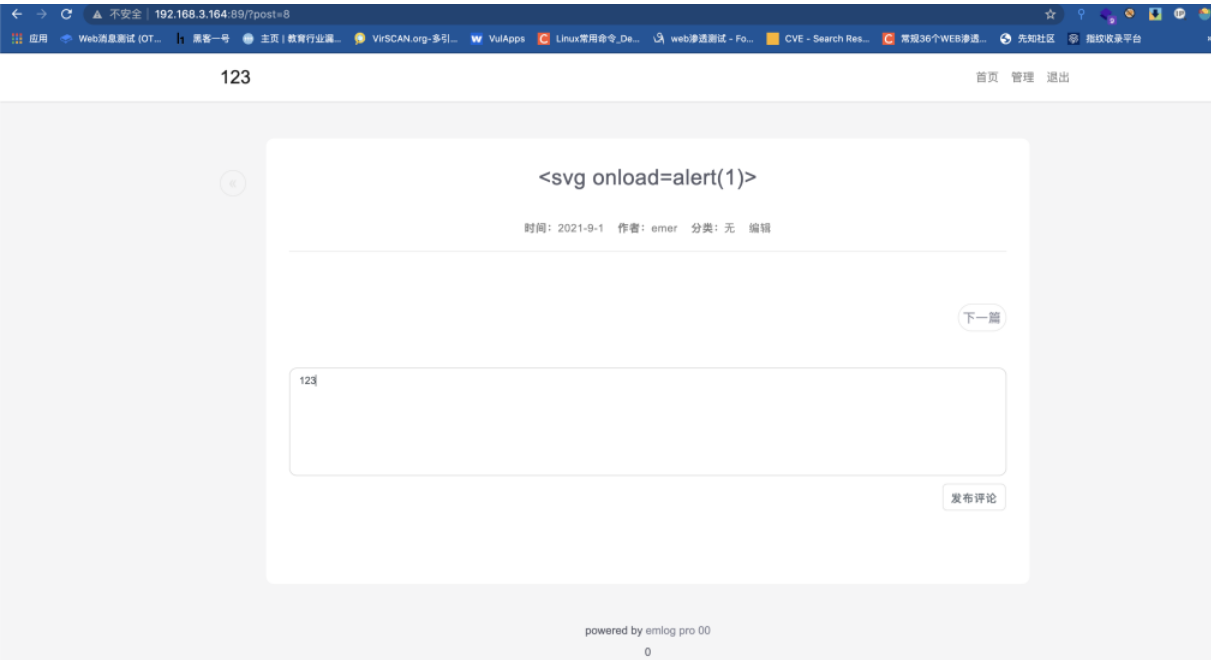 不安全 | 192.168.3.164:89/?post=8
应用 Web消息测试 (OT... 黑客一号 主页 | 教育行业漏... VirSCAN.org-多引... VulApps Linux常用命令_De... web渗透测试 - Fo... CVE - Search Res... 常规36个WEB渗透... 先知社区 指纹收录平台
123 首页 管理 退出
<svg onload=alert(1)>
时间：2021-9-1 作者：emer 分类：无 编辑
下一篇
123
发布评论
powered by emlog pro 00
0